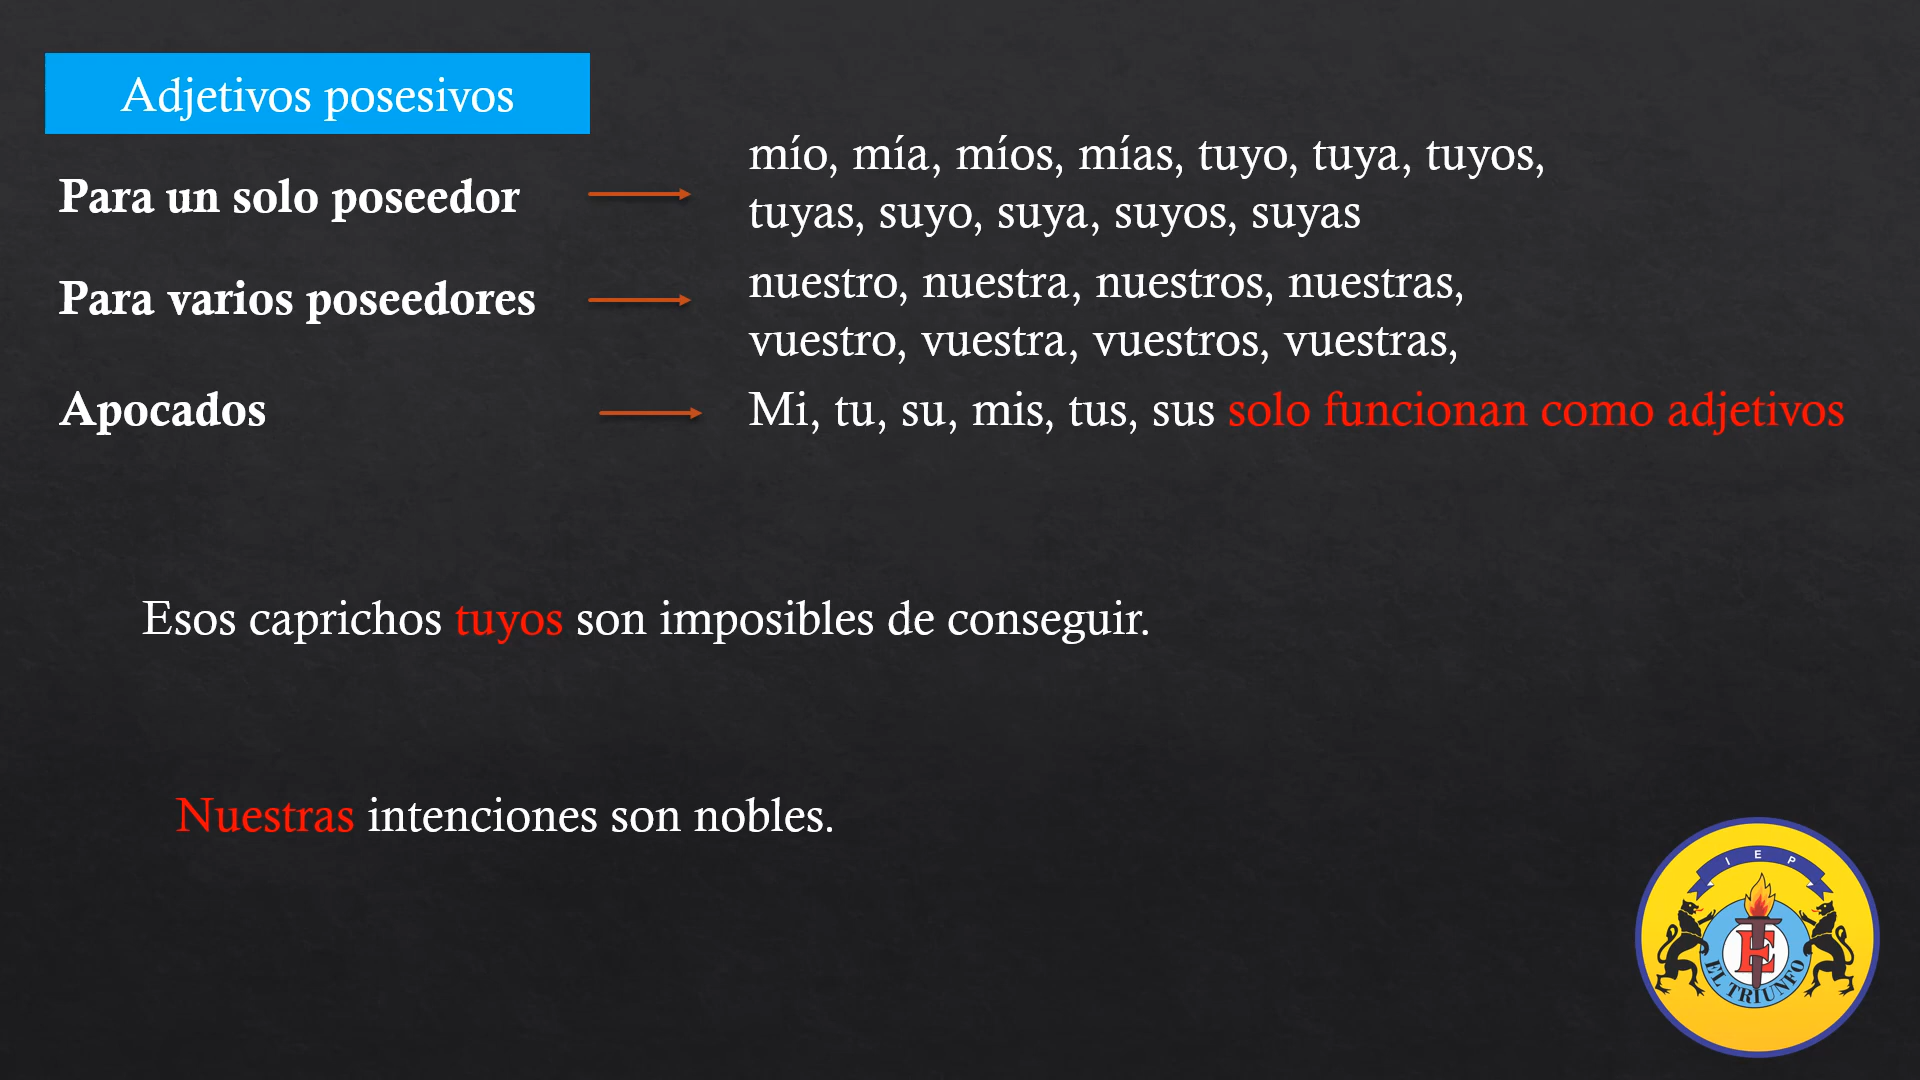 Adjetivos posesivos
Para un solo poseedor
mío, mía, míos, mías, tuyo, tuya, tuyos,
tuyas, suyo, suya, suyos, suyas
Para varios poseedores
nuestro, nuestra, nuestros, nuestras,
vuestro, vuestra, vuestros, vuestras,
Apocados
Mi, tu, su, mis, tus, sus solo funcionan como adjetivos
Esos caprichos tuyos son imposibles de conseguir.
Nuestras intenciones son nobles.
I E P
E
EL TRIUNFO